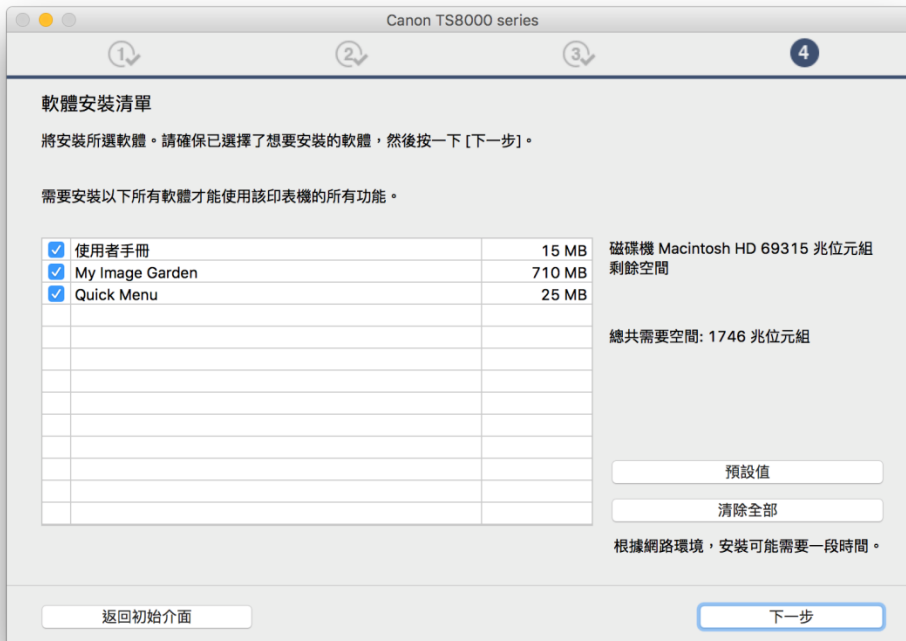 Canon TS8000 series
1
2
3
4
軟體安裝清單
將安裝所選軟體。請確保已選擇了想要安裝的軟體，然後按一下 [下一步]。
需要安裝以下所有軟體才能使用該印表機的所有功能。
使用者手冊 15 MB
My Image Garden 710 MB
Quick Menu 25 MB
磁碟機 Macintosh HD 69315 兆位元組
剩餘空間
總共需要空間: 1746 兆位元組
預設值
清除全部
根據網路環境，安裝可能需要一段時間。
返回初始介面
下一步